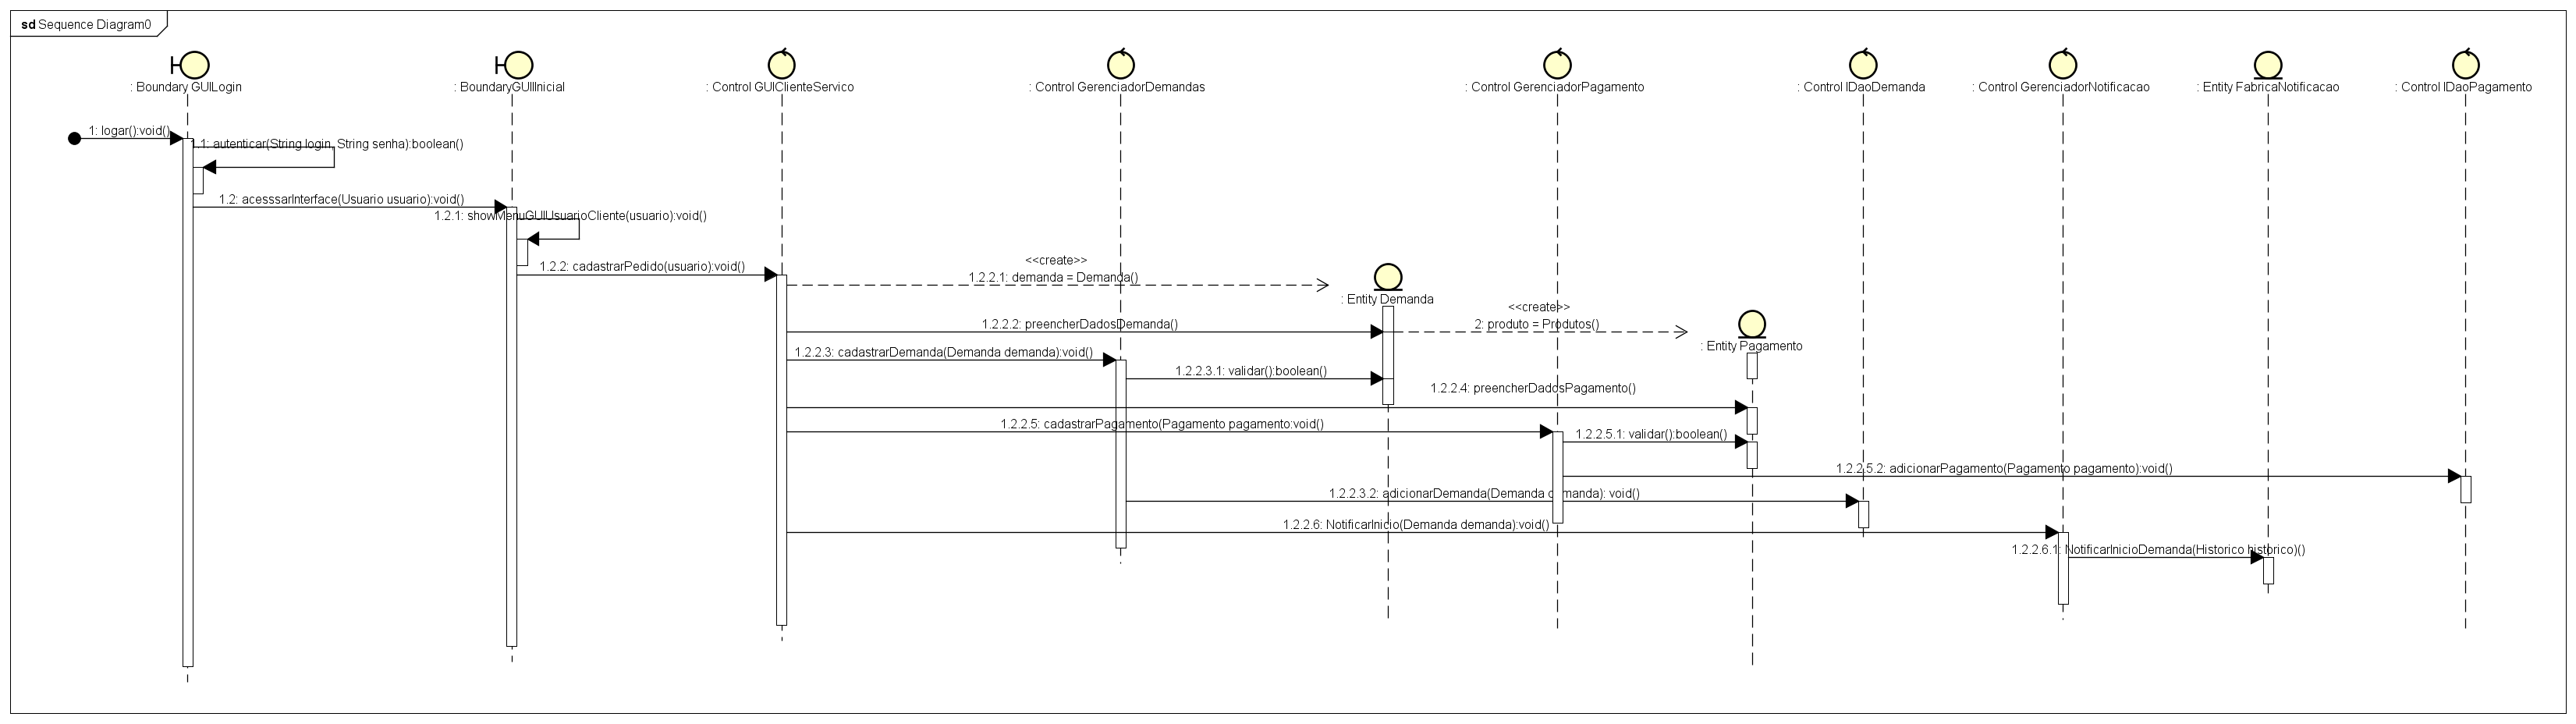 sd Sequence Diagram0
: Boundary GUILogin
: BoundaryGUIInicial
: Control GUIClienteServico
: Control GerenciadorDemandas
: Control GerenciadorPagamento
: Control IDaoDemanda
: Control GerenciadorNotificacao
: Entity FabricaNotificacao
: Control IDaoPagamento
1: logar():void()
1.1: autenticar(String login, String senha):boolean()
1.2: acesssarInterface(Usuario usuario):void()
1.2.1: showMenuGUIUsuarioCliente(usuario):void()
1.2.2: cadastrarPedido(usuario):void()
<<create>>
1.2.2.1: demanda = Demanda()
: Entity Demanda
<<create>>
2: produto = Produtos()
1.2.2.2: preencherDadosDemanda()
: Entity Pagamento
1.2.2.3: cadastrarDemanda(Demanda demanda):void()
1.2.2.3.1: validar():boolean()
1.2.2.4: preencherDadosPagamento()
1.2.2.5: cadastrarPagamento(Pagamento pagamento:void()
1.2.2.5.1: validar():boolean()
1.2.2.5.2: adicionarPagamento(Pagamento pagamento):void()
1.2.2.3.2: adicionarDemanda(Demanda demanda): void()
1.2.2.6: NotificarInicio(Demanda demanda):void()
1.2.2.6.1: NotificarInicioDemanda(Historico historico)()